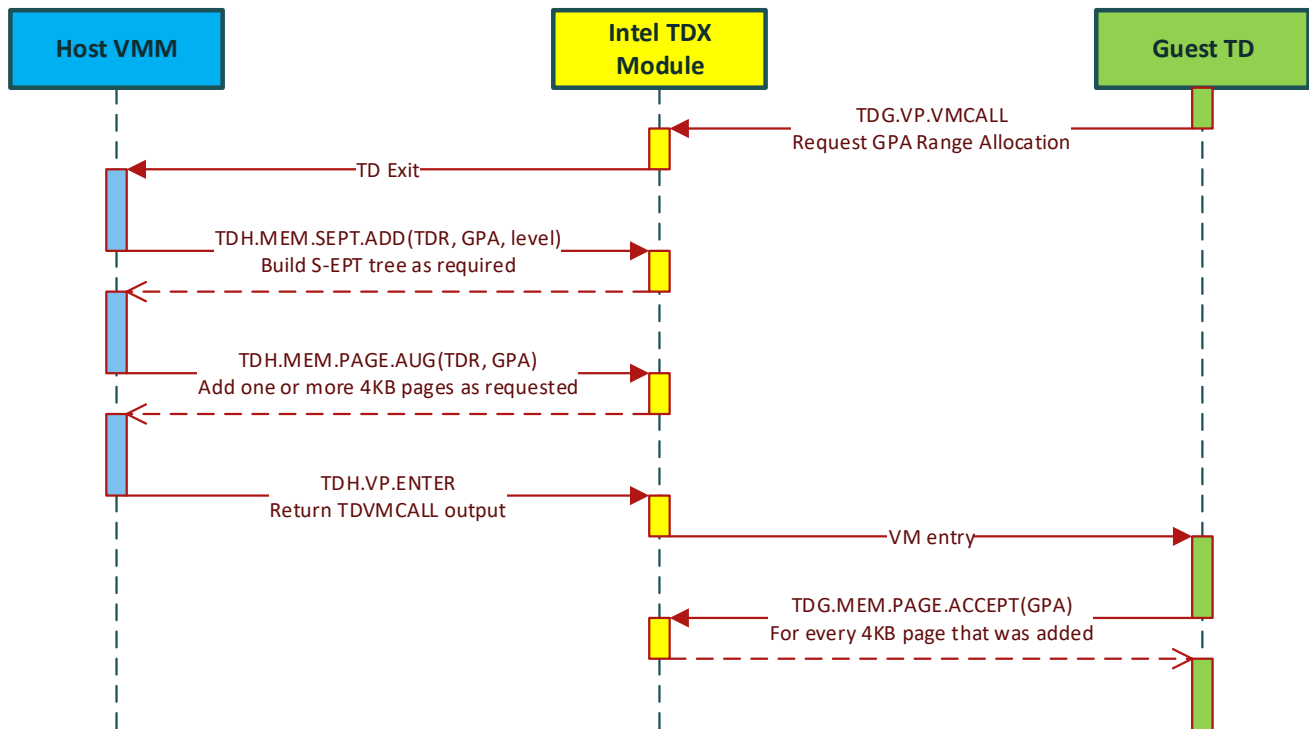 Host VMM
Intel TDX
Module
Guest TD
TDG.VP.VMCALL
Request GPA Range Allocation
TD Exit
TDH.MEM.SEPT.ADD(TDR, GPA, level)
Build S-EPT tree as required
TDH.MEM.PAGE.AUG(TDR, GPA)
Add one or more 4KB pages as requested
TDH.VP.ENTER
Return TDVMCALL output
VM entry
TDG.MEM.PAGE.ACCEPT(GPA)
For every 4KB page that was added